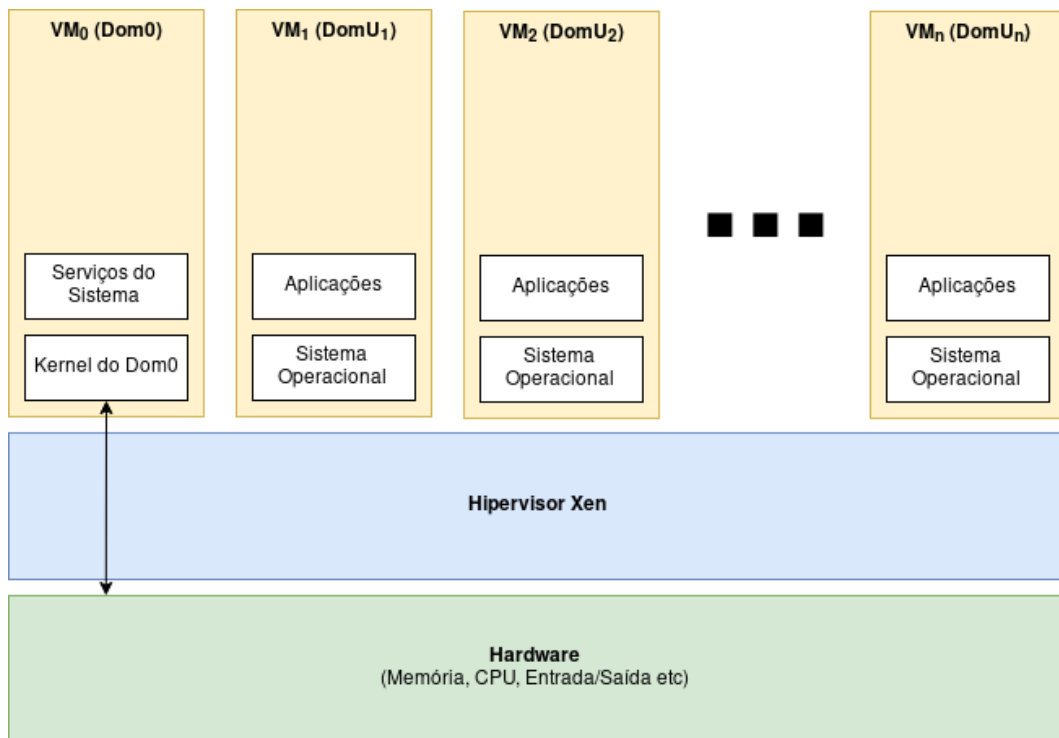 VM0 (Dom0)
VM1 (DomU1)
VM2 (DomU2)
VMn (DomUn)
Serviços do
Sistema
Kernel do Dom0
Aplicações
Sistema
Operacional
Aplicações
Sistema
Operacional
Aplicações
Sistema
Operacional
Hipervisor Xen
Hardware
(Memória, CPU, Entrada/Saída etc)